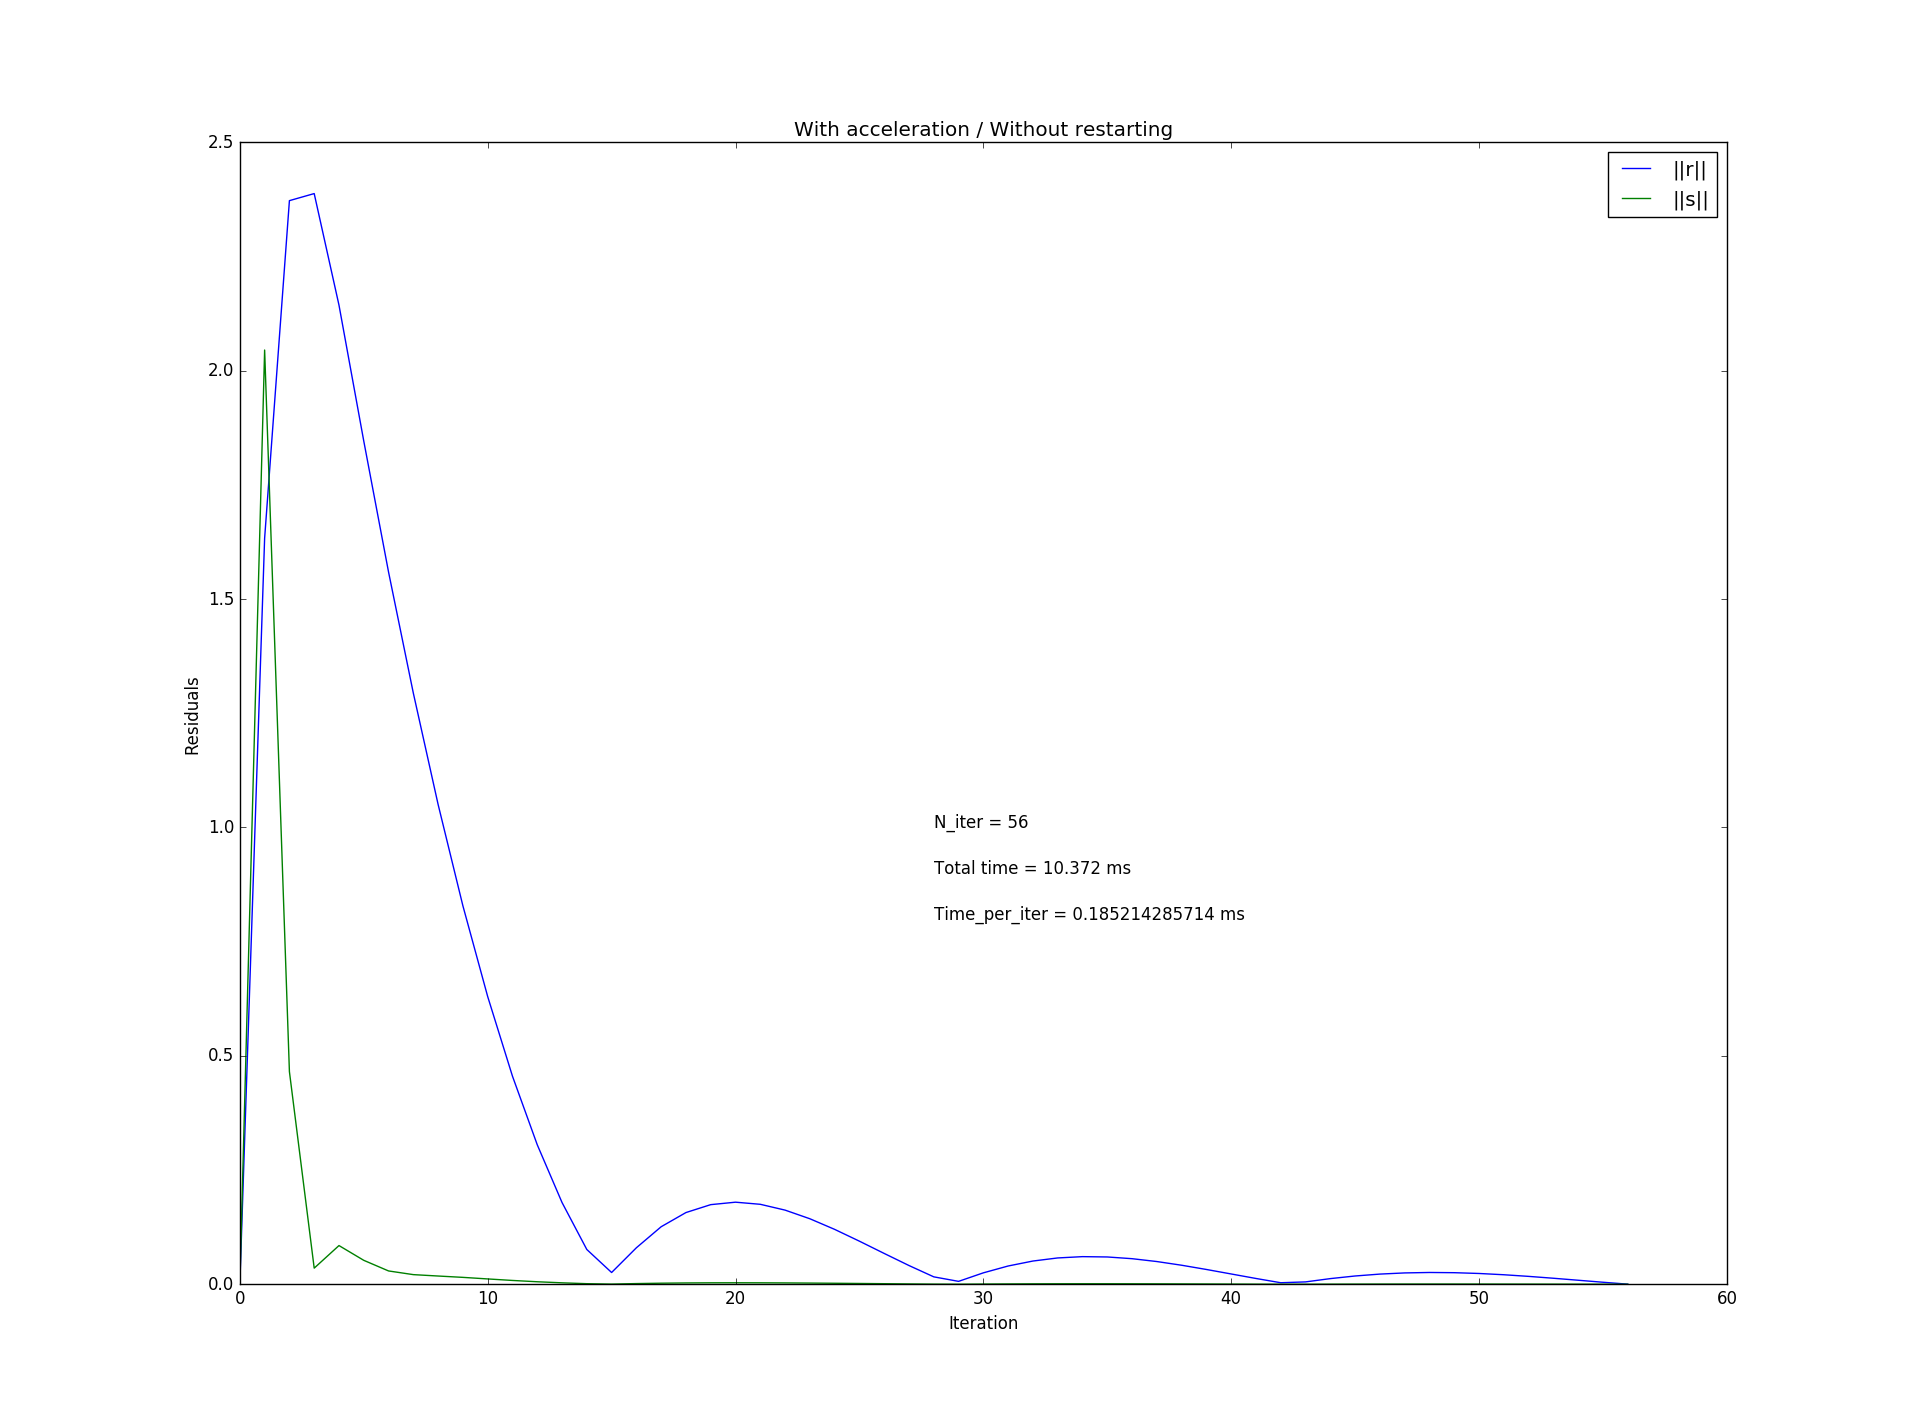 With acceleration / Without restarting
||r||
||s||
2.5
2.0
1.5
1.0
0.5
0.0
Residuals
N_iter = 56
Total time = 10.372 ms
Time_per_iter = 0.185214285714 ms
0 10 20 30 40 50 60
Iteration